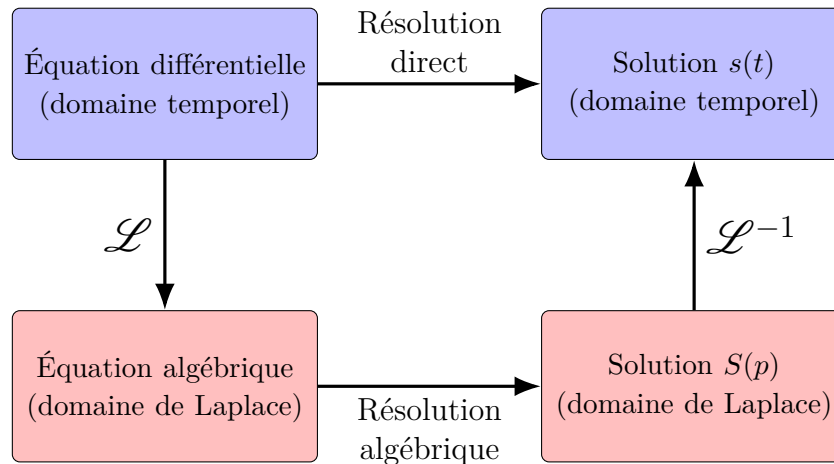 Équation différentielle
(domaine temporel)
Résolution
direct
Solution s(t)
(domaine temporel)
ℒ
ℒ⁻¹
Équation algébrique
(domaine de Laplace)
Résolution
algébrique
Solution S(p)
(domaine de Laplace)